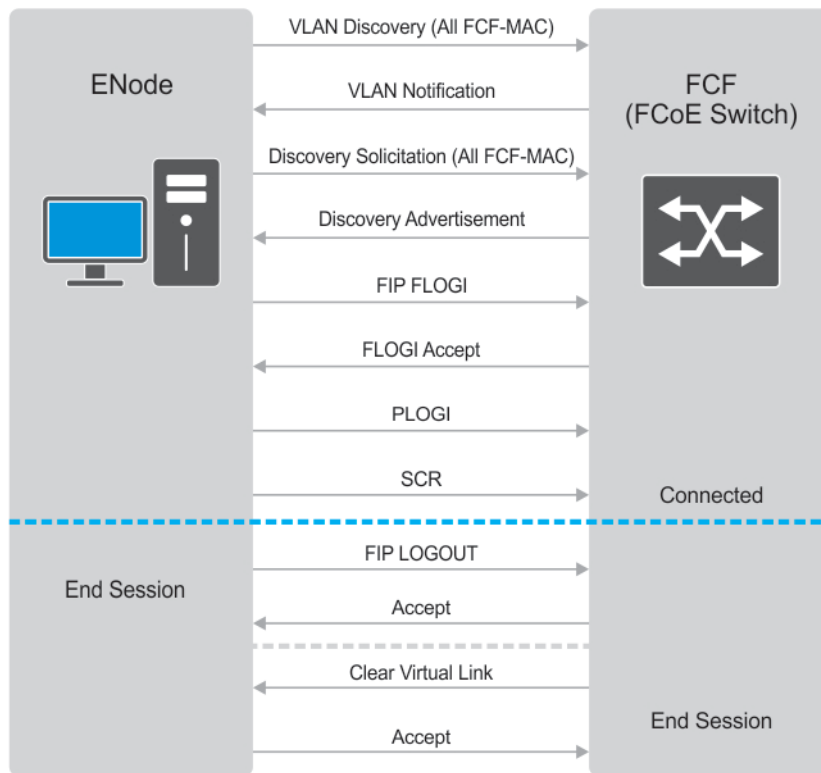 VLAN Discovery (All FCF-MAC)
ENode
FCF
(FCoE Switch)
VLAN Notification
Discovery Solicitation (All FCF-MAC)
Discovery Advertisement
FIP FLOGI
FLOGI Accept
PLOGI
SCR
Connected
FIP LOGOUT
End Session
Accept
Clear Virtual Link
End Session
Accept